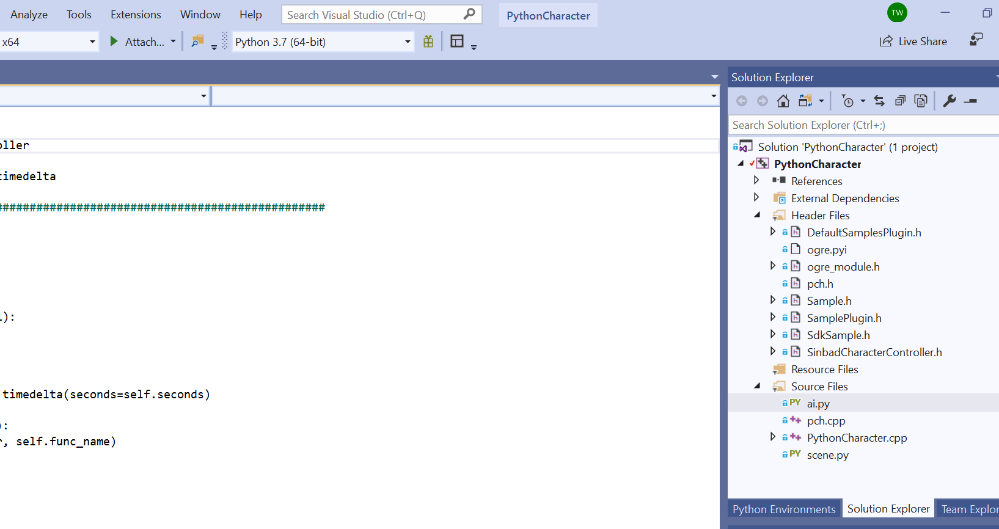 Analyze Tools Extensions Window Help Search Visual Studio (Ctrl+Q) PythonCharacter TW
x64 Attach... Python 3.7 (64-bit) Live Share
oller
timedelta
#################################################
):
timedelta(seconds=self.seconds)
):
, self.func_name)
Solution Explorer
Search Solution Explorer (Ctrl+;)
Solution 'PythonCharacter' (1 project)
PythonCharacter
References
External Dependencies
Header Files
DefaultSamplesPlugin.h
ogre.pyi
ogre_module.h
pch.h
Sample.h
SamplePlugin.h
SdkSample.h
SinbadCharacterController.h
Resource Files
Source Files
PY ai.py
pch.cpp
PythonCharacter.cpp
PY scene.py
Python Environments Solution Explorer Team Explor